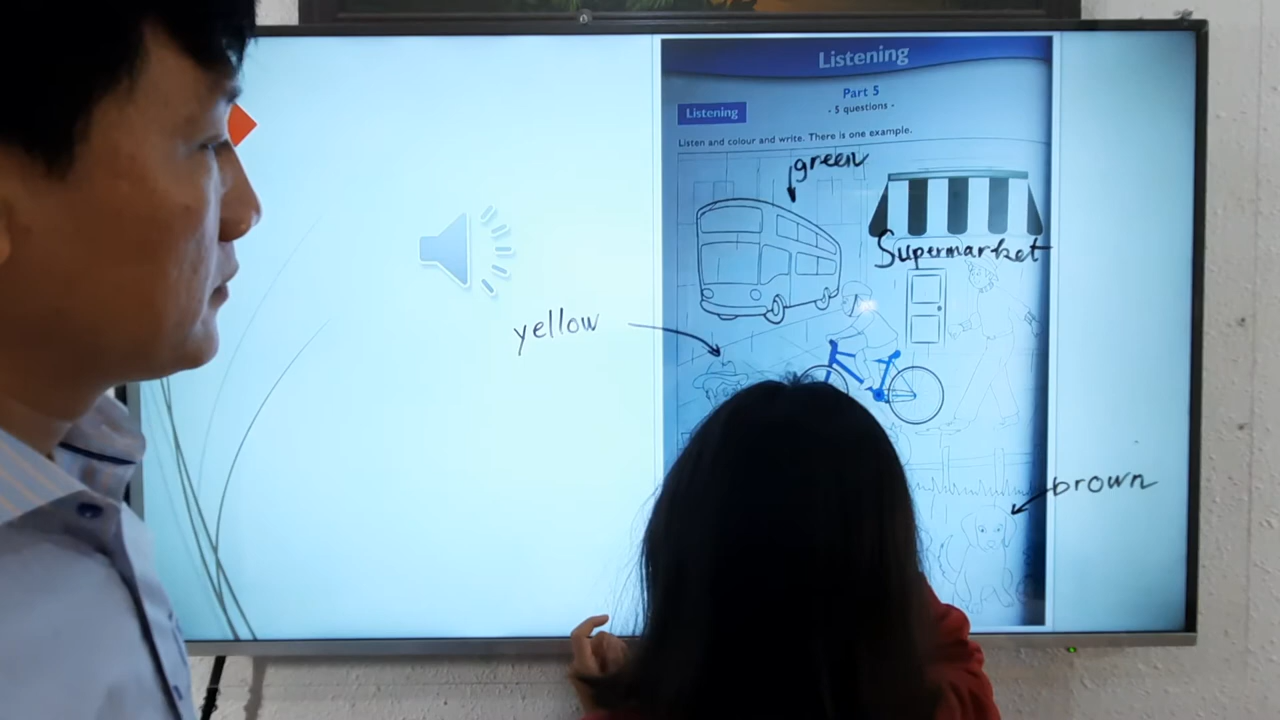 Listening
Part 5
- 5 questions -
Listening
Listen and colour and write. There is one example.
green
Supermarket
yellow
brown